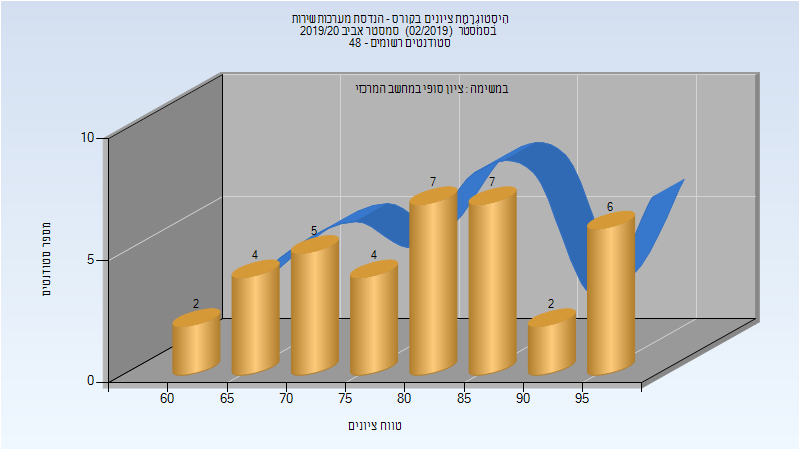 היסטוגרמת ציונים בקורס - הנדסת מערכות שירות
בסמסטר (02/2019) סמסטר אביב 2019/20
סטודנטים רשומים - 48
במשימה : ציון סופי במחשב המרכזי
מספר סטודנטים
10
5
0
2
4
5
4
7
7
2
6
60 65 70 75 80 85 90 95
טווח ציונים